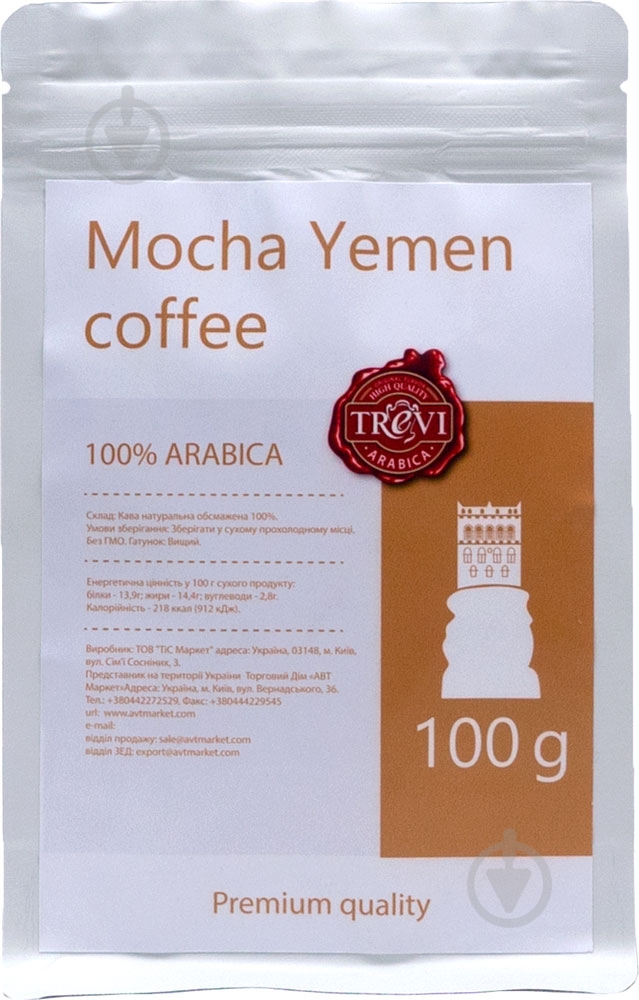 Mocha Yemen
coffee
HIGH QUALITY
TREVI
ARABICA
100% ARABICA
Склад: Кава натуральна обсмажена 100%.
Умови зберігання: Зберігати у сухому прохолодному місці.
Без ГМО. Гатунок: Вищий.
Енергетична цінність у 100 г сухого продукту:
білки - 13,9г; жири - 14,4г; вуглеводи - 2,8г.
Калорійність - 218 ккал (912 кДж).
Виробник: ТОВ "ТіС Маркет" адреса: Україна, 03148, м. Київ,
вул. Сім'ї Сосніних, 3.
Представник на території України Торговий Дім «АВТ
Маркет»Адреса: Україна, м. Київ, вул. Вернадського, 36.
Тел.: +380442272529, Факс: +380444229545
url: www.avtmarket.com
e-mail:
відділ продажу: sale@avtmarket.com
відділ ЗЕД: export@avtmarket.com
100 g
Premium quality